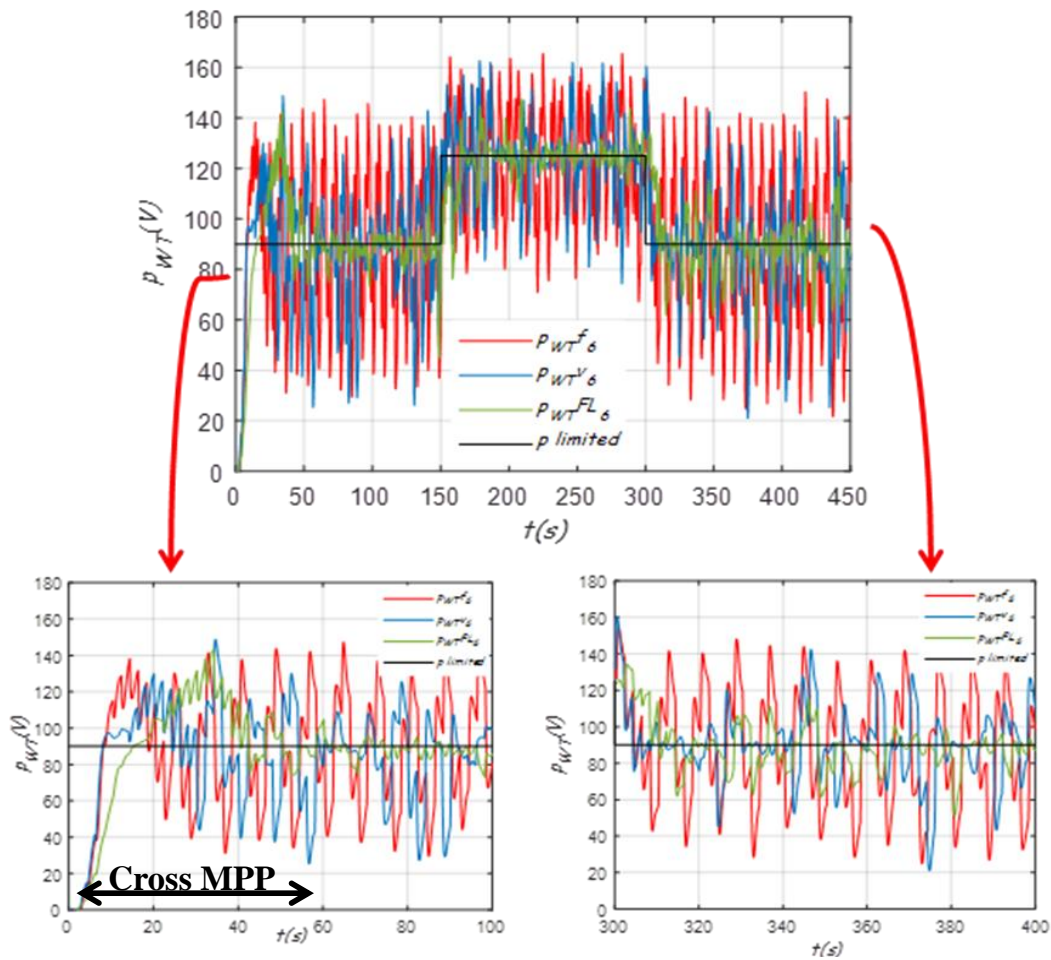 180
160
140
120
100
80
60
40
20
0
p_WT(V)
p_WT^f_6
p_WT^v_6
p_WT^FL_6
p limited
0 50 100 150 200 250 300 350 400 450
t(s)
180
160
140
120
100
80
60
40
20
0
p_WT(V)
p_WT^f_6
p_WT^v_6
p_WT^FL_6
p limited
Cross MPP
0 20 40 60 80 100
t(s)
180
160
140
120
100
80
60
40
20
0
p_WT(V)
p_WT^f_6
p_WT^v_6
p_WT^FL_6
p limited
300 320 340 360 380 400
t(s)